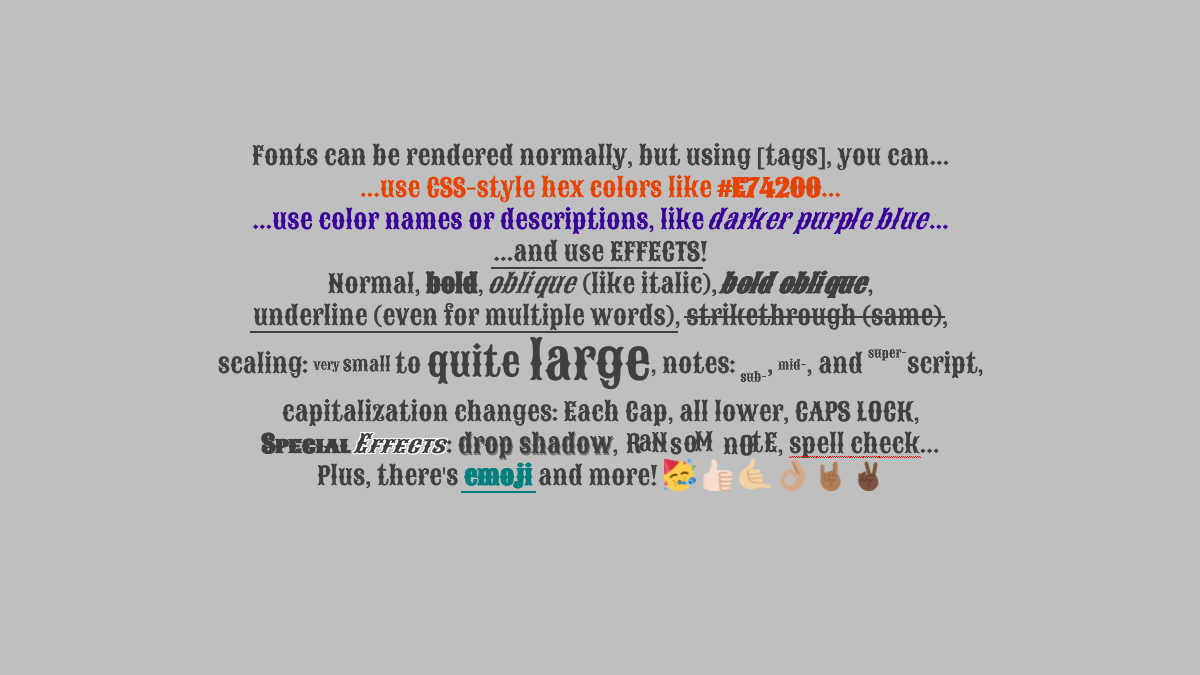 Fonts can be rendered normally, but using [tags], you can...
...use CSS-style hex colors like #E74200...
...use color names or descriptions, like darker purple blue...
...and use EFFECTS!
Normal, bold, oblique (like italic), bold oblique,
underline (even for multiple words), strikethrough (same),
scaling: very small to quite large, notes: sub-, mid-, and super-script,
capitalization changes: Each Cap, all lower, CAPS LOCK,
SPECIAL EFFECTS: drop shadow, RaNsoM nOtE, spell check...
Plus, there's emoji and more! 🥳👍🏻🤙🏼👌🏽🤘🏾✌🏿